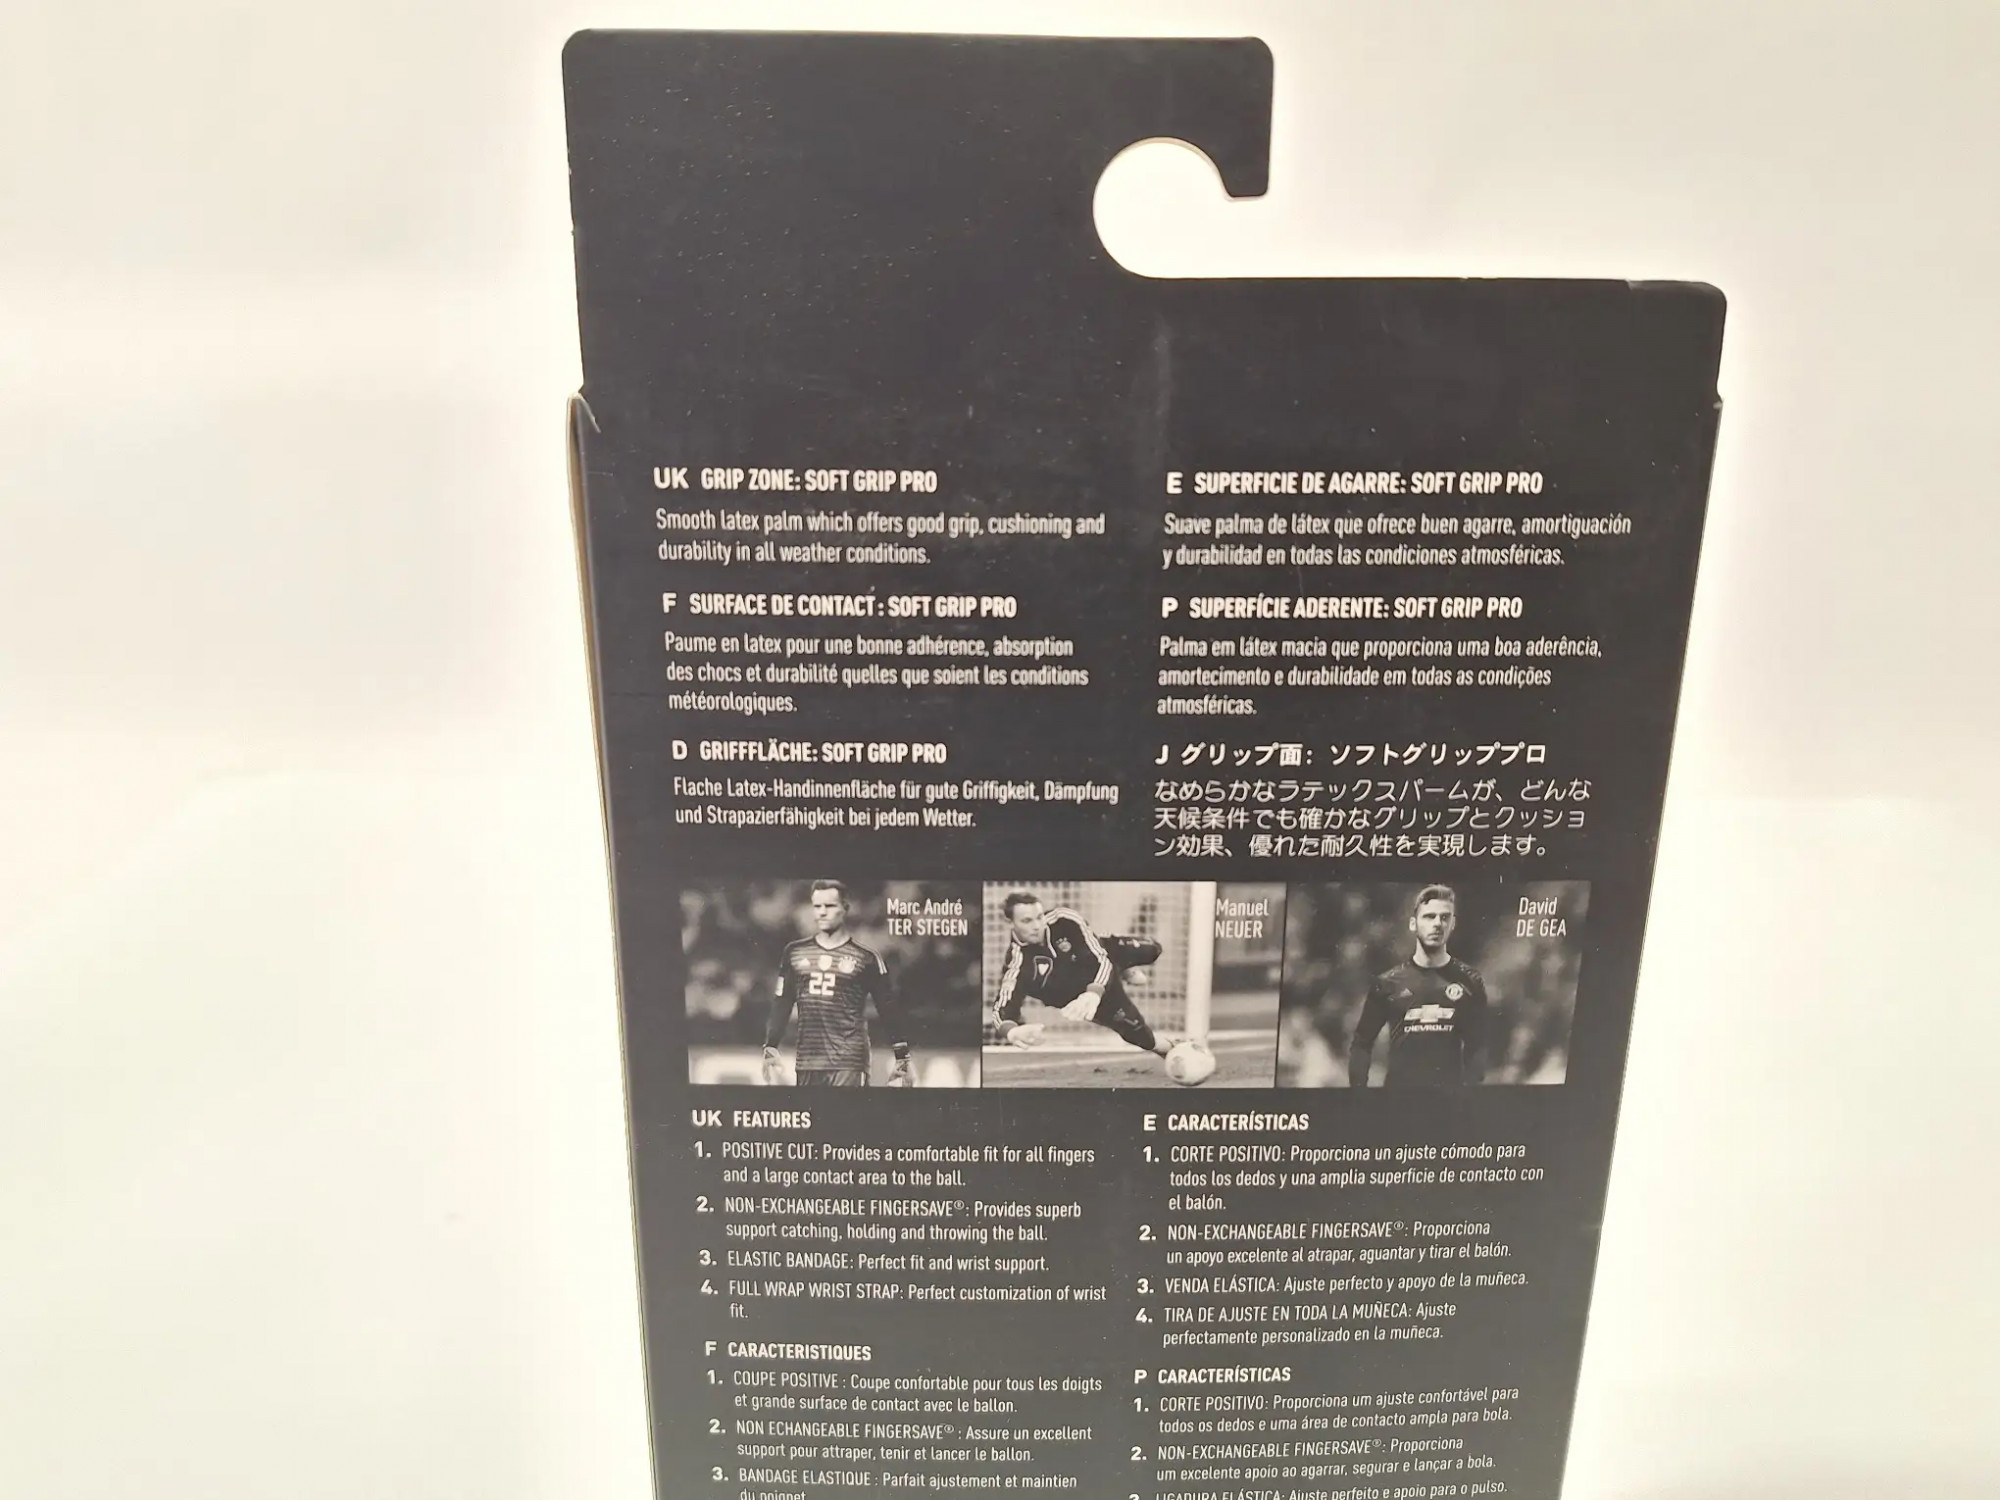 UK GRIP ZONE: SOFT GRIP PRO
Smooth latex palm which offers good grip, cushioning and
durability in all weather conditions.
F SURFACE DE CONTACT : SOFT GRIP PRO
Paume en latex pour une bonne adhérence, absorption
des chocs et durabilité quelles que soient les conditions
météorologiques.
D GRIFFFLÄCHE: SOFT GRIP PRO
Flache Latex-Handinnenfläche für gute Griffigkeit, Dämpfung
und Strapazierfähigkeit bei jedem Wetter.
E SUPERFICIE DE AGARRE: SOFT GRIP PRO
Suave palma de látex que ofrece buen agarre, amortiguación
y durabilidad en todas las condiciones atmosféricas.
P SUPERFÍCIE ADERENTE: SOFT GRIP PRO
Palma em látex macia que proporciona uma boa aderência,
amortecimento e durabilidade em todas as condições
atmosféricas.
J グリップ面: ソフトグリッププロ
なめらかなラテックスパームが、どんな
天候条件でも確かなグリップとクッショ
ン効果、優れた耐久性を実現します。
Marc André
TER STEGEN
22
Manuel
NEUER
David
DE GEA
CHEVROLET
UK FEATURES
1. POSITIVE CUT: Provides a comfortable fit for all fingers
and a large contact area to the ball.
2. NON-EXCHANGEABLE FINGERSAVE®: Provides superb
support catching, holding and throwing the ball.
3. ELASTIC BANDAGE: Perfect fit and wrist support.
4. FULL WRAP WRIST STRAP: Perfect customization of wrist
fit.
F CARACTERISTIQUES
1. COUPE POSITIVE : Coupe confortable pour tous les doigts
et grande surface de contact avec le ballon.
2. NON ECHANGEABLE FINGERSAVE® : Assure un excellent
support pour attraper, tenir et lancer le ballon.
3. BANDAGE ELASTIQUE : Parfait ajustement et maintien
du poignet
E CARACTERÍSTICAS
1. CORTE POSITIVO: Proporciona un ajuste cómodo para
todos los dedos y una amplia superficie de contacto con
el balón.
2. NON-EXCHANGEABLE FINGERSAVE®: Proporciona
un apoyo excelente al atrapar, aguantar y tirar el balón.
3. VENDA ELÁSTICA: Ajuste perfecto y apoyo de la muñeca.
4. TIRA DE AJUSTE EN TODA LA MUÑECA: Ajuste
perfectamente personalizado en la muñeca.
P CARACTERÍSTICAS
1. CORTE POSITIVO: Proporciona um ajuste confortável para
todos os dedos e uma área de contacto ampla para bola.
2. NON-EXCHANGEABLE FINGERSAVE®: Proporciona
um excelente apoio ao agarrar, segurar e lançar a bola.
3. LIGADURA ELÁSTICA: Ajuste perfeito e apoio para o pulso.